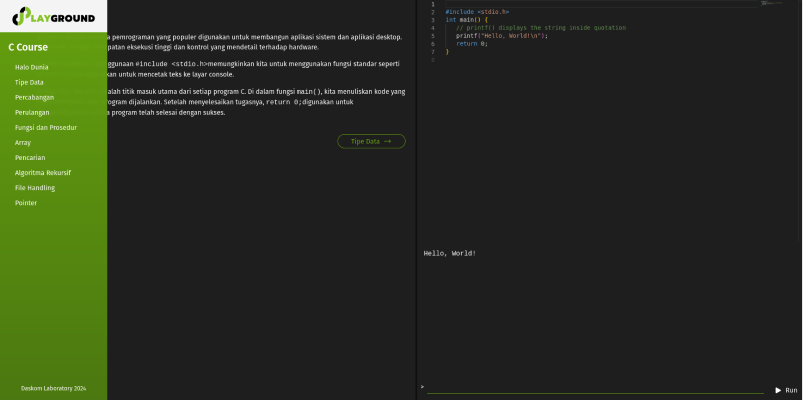 PLAYGROUND
C Course
Halo Dunia
Tipe Data
Percabangan
Perulangan
Fungsi dan Prosedur
Array
Pencarian
Algoritma Rekursif
File Handling
Pointer
Daskom Laboratory 2024
a pemrograman yang populer digunakan untuk membangun aplikasi sistem dan aplikasi desktop.
patan eksekusi tinggi dan kontrol yang mendetail terhadap hardware.
ggunaan #include <stdio.h>memungkinkan kita untuk menggunakan fungsi standar seperti
kan untuk mencetak teks ke layar console.
alah titik masuk utama dari setiap program C. Di dalam fungsi main(), kita menuliskan kode yang
ogram dijalankan. Setelah menyelesaikan tugasnya, return 0;digunakan untuk
a program telah selesai dengan sukses.
Tipe Data →
1
2 #include <stdio.h>
3 int main() {
4 // printf() displays the string inside quotation
5 printf("Hello, World!\n");
6 return 0;
7 }
8
Hello, World!
>
Run